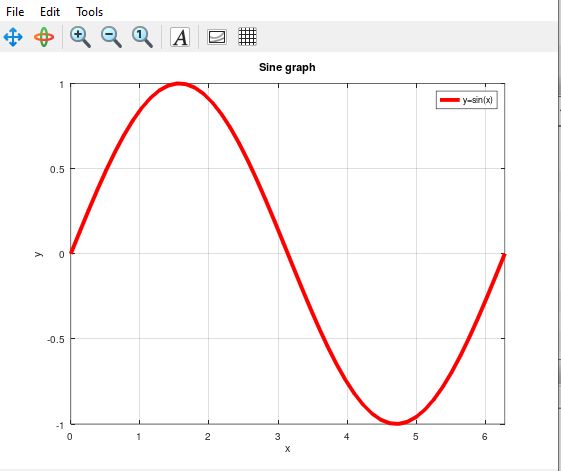 File Edit Tools
1 A
Sine graph
y=sin(x)
1
0.5
0
-0.5
-1
y
0 1 2 3 4 5 6
x